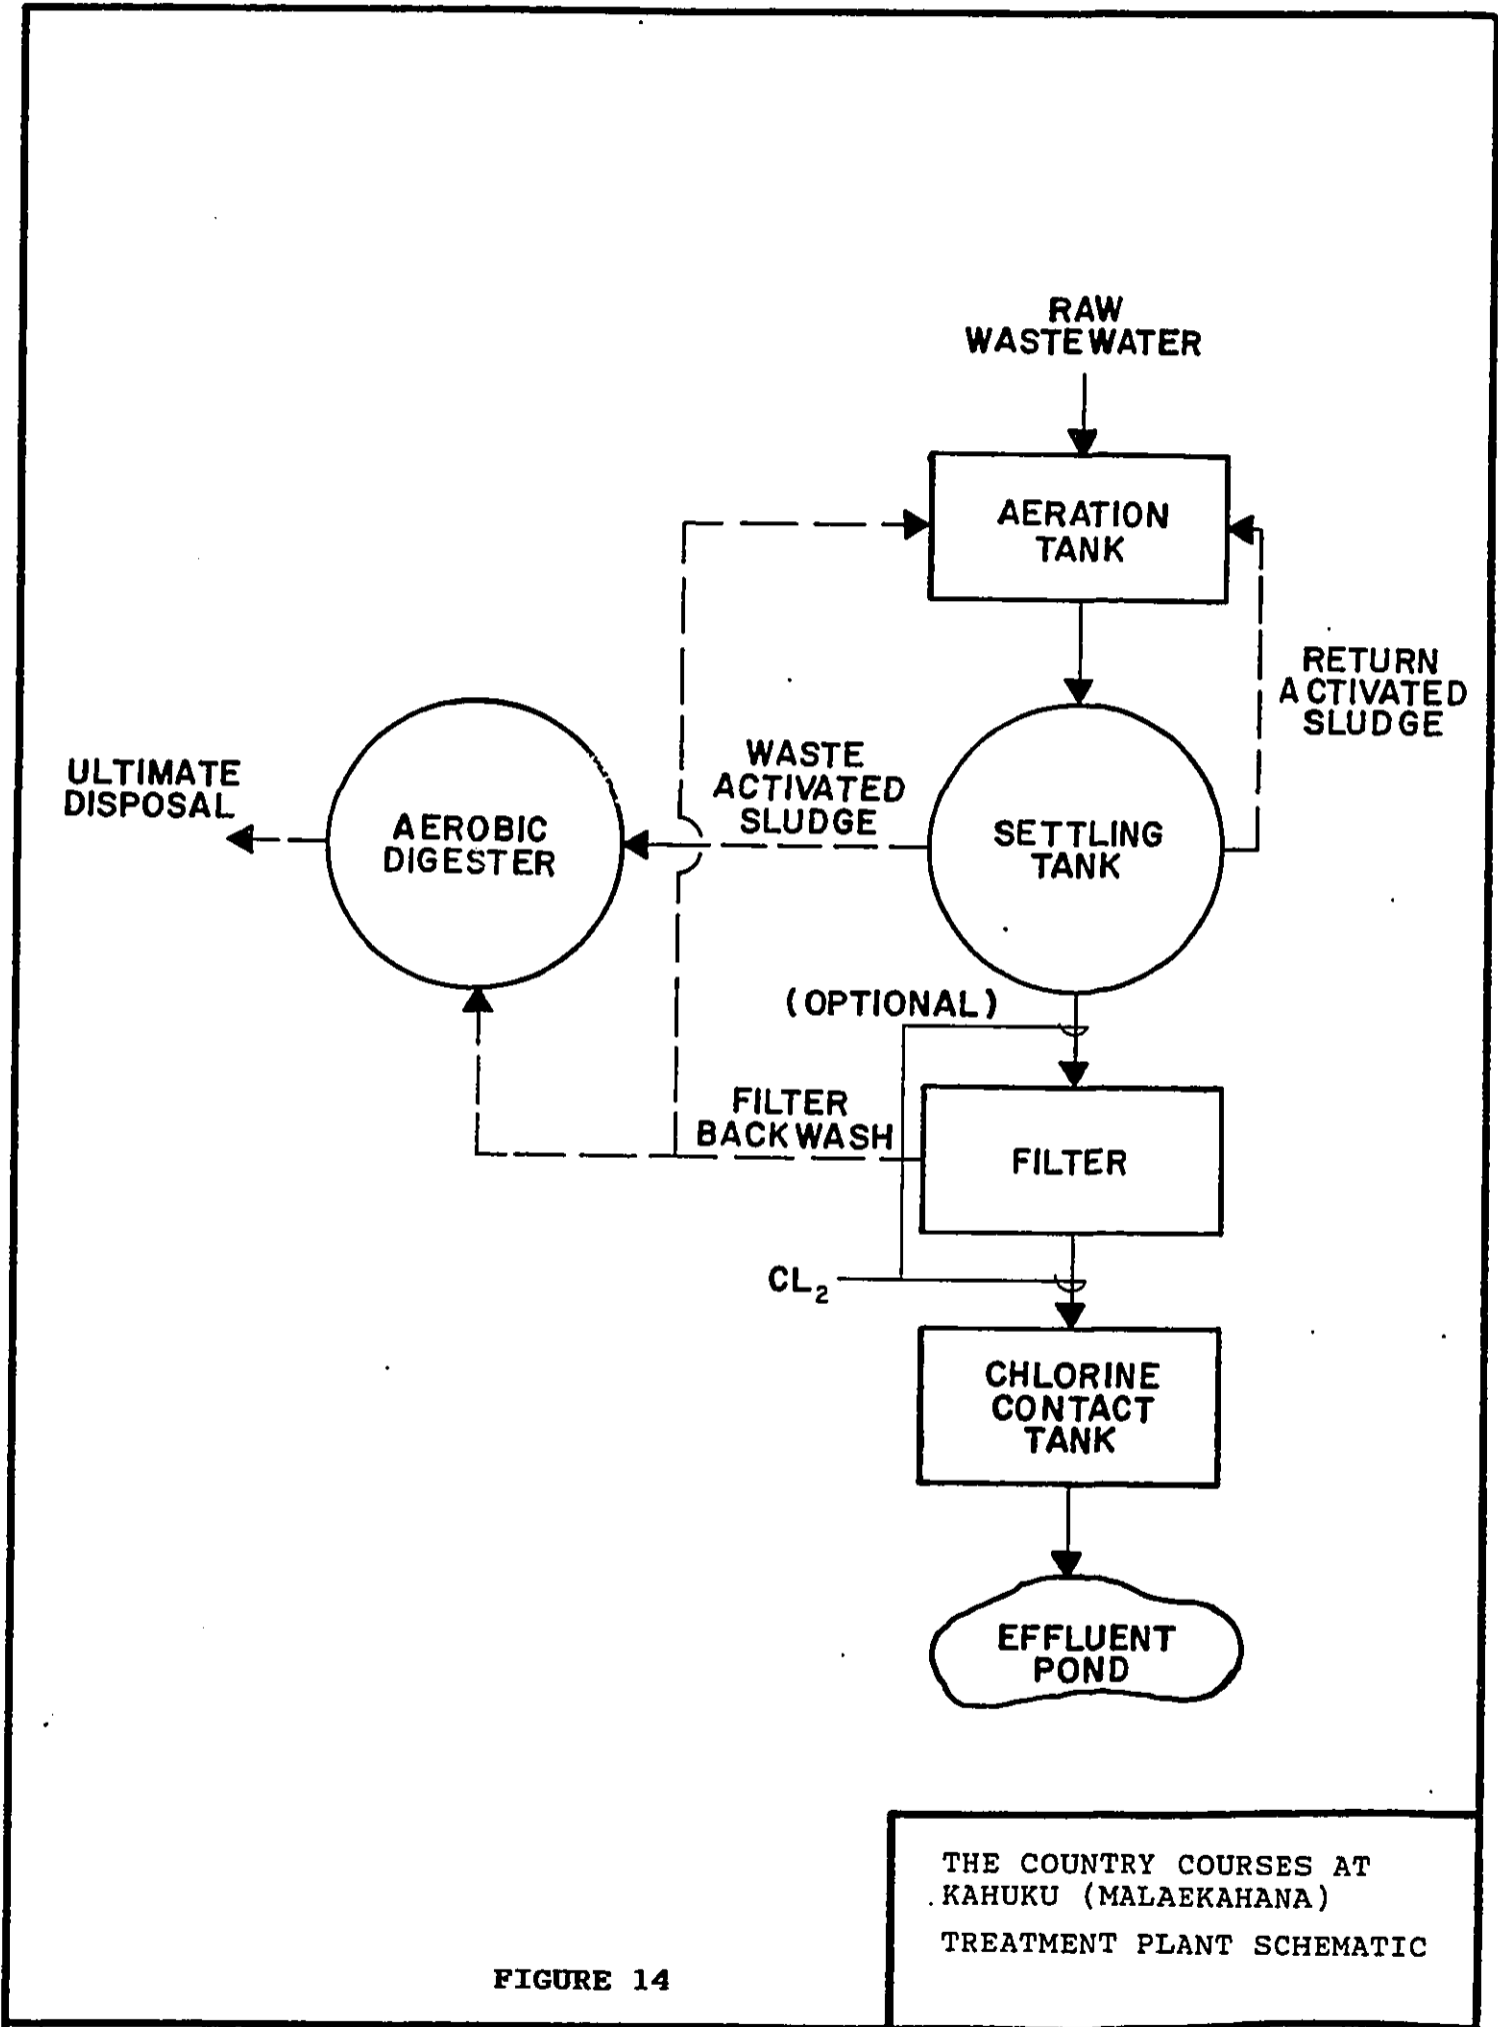 RAW
WASTEWATER
AERATION
TANK
RETURN
ACTIVATED
SLUDGE
WASTE
ACTIVATED
SLUDGE
ULTIMATE
DISPOSAL
AEROBIC
DIGESTER
SETTLING
TANK
(OPTIONAL)
FILTER
BACKWASH
FILTER
CL₂
CHLORINE
CONTACT
TANK
EFFLUENT
POND
THE COUNTRY COURSES AT
KAHUKU (MALAEKAHANA)
TREATMENT PLANT SCHEMATIC
FIGURE 14